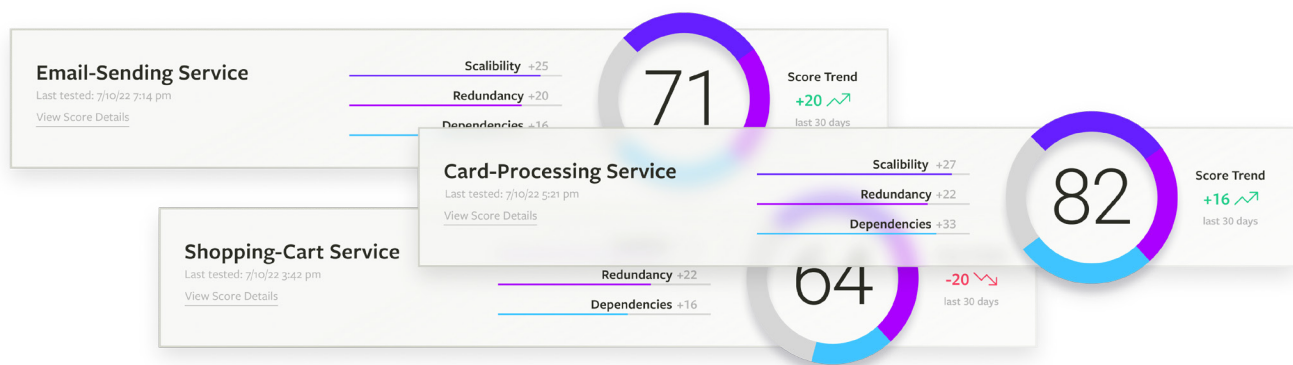 Email-Sending Service
Last tested: 7/10/22 7:14 pm
View Score Details
Scalibility +25
Redundancy +20
Dependencies +16
71
Score Trend
+20
last 30 days
Card-Processing Service
Last tested: 7/10/22 5:21 pm
View Score Details
Scalibility +27
Redundancy +22
Dependencies +33
82
Score Trend
+16
last 30 days
Shopping-Cart Service
Last tested: 7/10/22 3:42 pm
View Score Details
Redundancy +22
Dependencies +16
64
-20
last 30 days